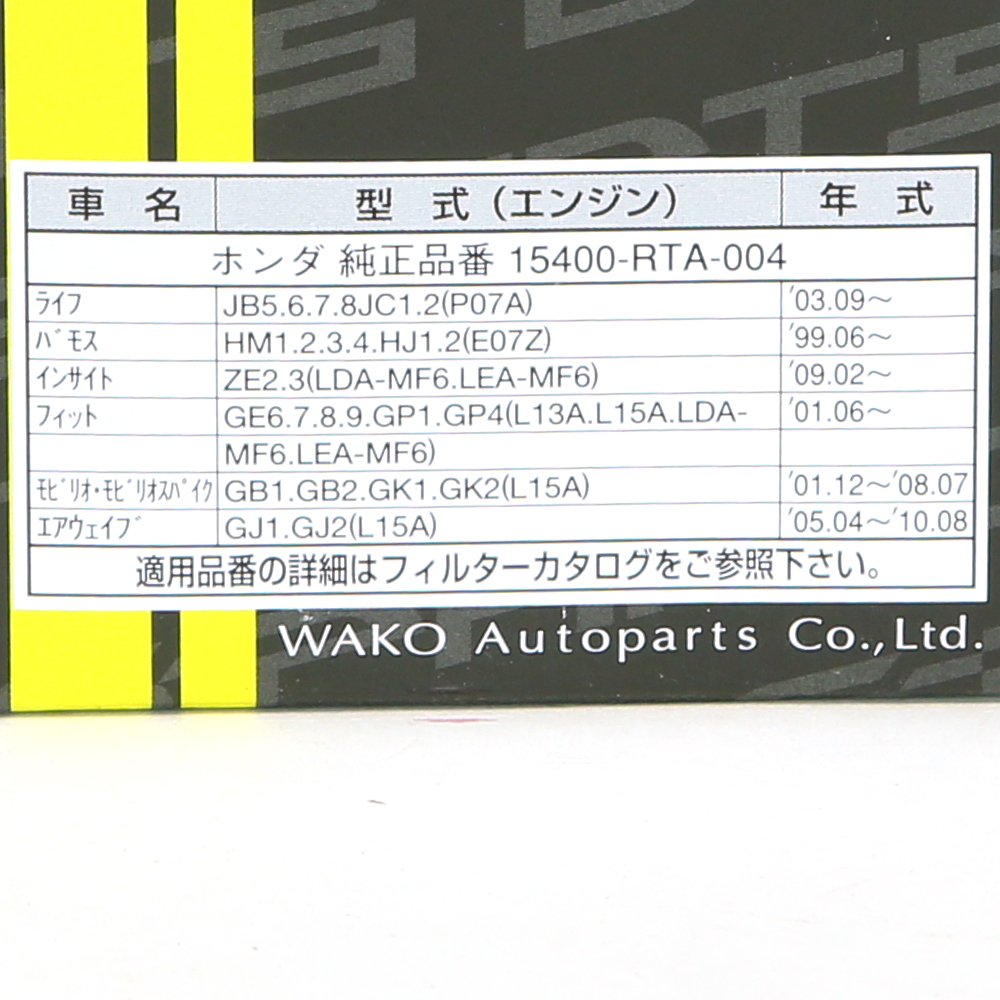 車名 型式(エンジン) 年式
ホンダ 純正品番 15400-RTA-004
ライフ JB5.6.7.8JC1.2(P07A) '03.09～
バモス HM1.2.3.4.HJ1.2(E07Z) '99.06～
インサイト ZE2.3(LDA-MF6.LEA-MF6) '09.02～
フィット GE6.7.8.9.GP1.GP4(L13A.L15A.LDA- '01.06～
MF6.LEA-MF6)
モビリオ・モビリオスパイク GB1.GB2.GK1.GK2(L15A) '01.12～'08.07
エアウェイブ GJ1.GJ2(L15A) '05.04～'10.08
適用品番の詳細はフィルターカタログをご参照下さい。
WAKO Autoparts Co.,Ltd.